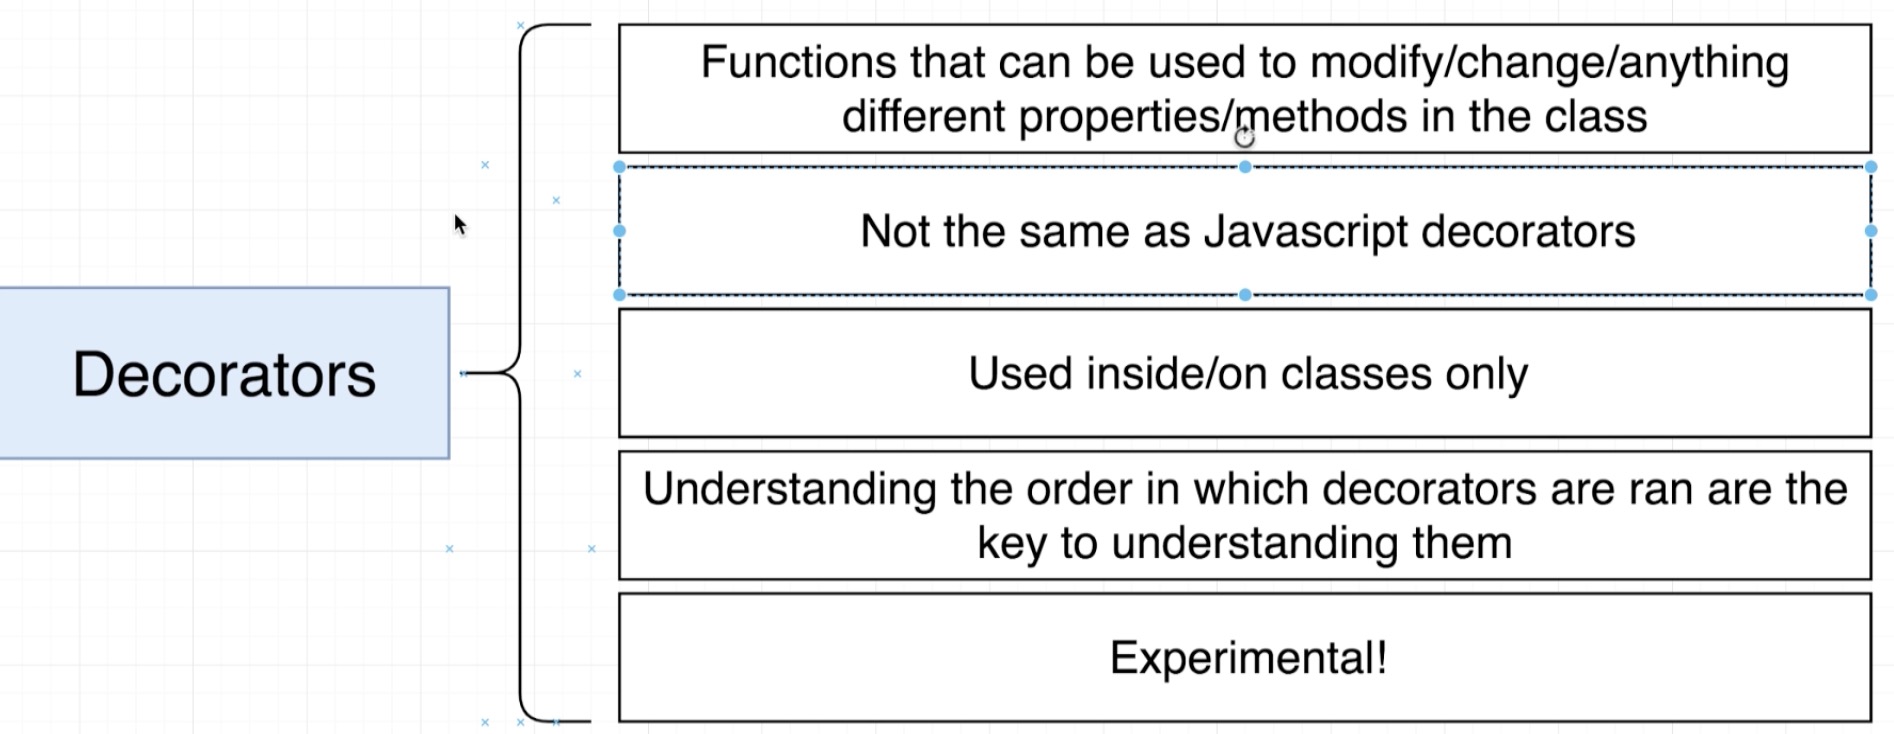 Functions that can be used to modify/change/anything
different properties/methods in the class
Not the same as Javascript decorators
Decorators
Used inside/on classes only
Understanding the order in which decorators are ran are the
key to understanding them
Experimental!